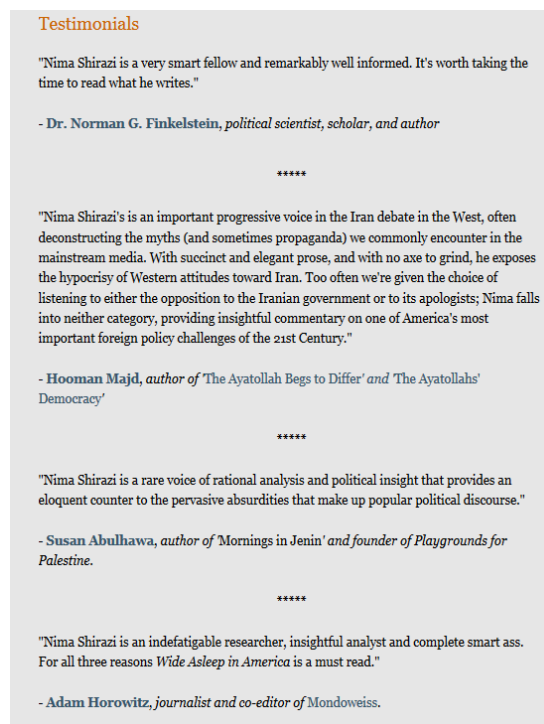 Testimonials
"Nima Shirazi is a very smart fellow and remarkably well informed. It's worth taking the
time to read what he writes."
- Dr. Norman G. Finkelstein, political scientist, scholar, and author
*****
"Nima Shirazi's is an important progressive voice in the Iran debate in the West, often
deconstructing the myths (and sometimes propaganda) we commonly encounter in the
mainstream media. With succinct and elegant prose, and with no axe to grind, he exposes
the hypocrisy of Western attitudes toward Iran. Too often we're given the choice of
listening to either the opposition to the Iranian government or to its apologists; Nima falls
into neither category, providing insightful commentary on one of America's most
important foreign policy challenges of the 21st Century."
- Hooman Majd, author of 'The Ayatollah Begs to Differ' and 'The Ayatollahs'
Democracy'
*****
"Nima Shirazi is a rare voice of rational analysis and political insight that provides an
eloquent counter to the pervasive absurdities that make up popular political discourse."
- Susan Abulhawa, author of 'Mornings in Jenin' and founder of Playgrounds for
Palestine.
*****
"Nima Shirazi is an indefatigable researcher, insightful analyst and complete smart ass.
For all three reasons Wide Asleep in America is a must read."
- Adam Horowitz, journalist and co-editor of Mondoweiss.